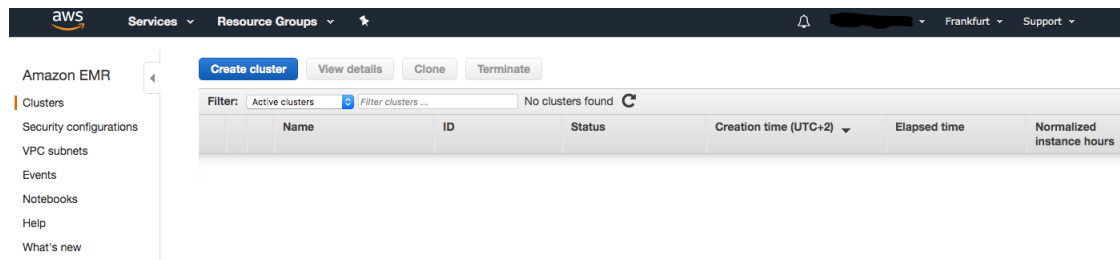 aws Services Resource Groups Frankfurt Support
Amazon EMR
Clusters
Security configurations
VPC subnets
Events
Notebooks
Help
What's new
Create cluster View details Clone Terminate
Filter: Active clusters Filter clusters ... No clusters found
Name ID Status Creation time (UTC+2) Elapsed time Normalized
instance hours